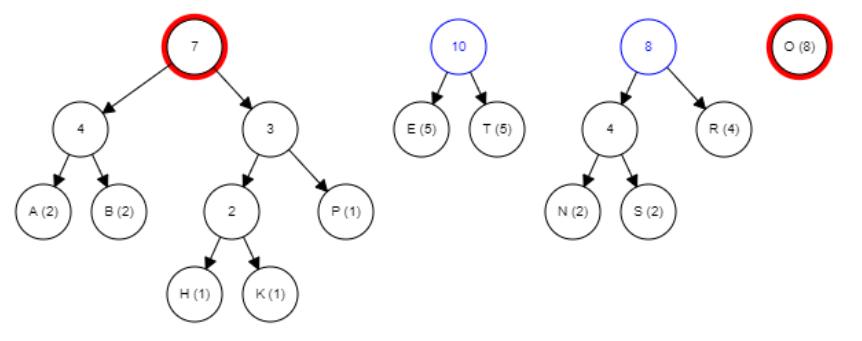 7 10 8 O (8)
4 3 E (5) T (5) 4 R (4)
A (2) B (2) 2 P (1) N (2) S (2)
H (1) K (1)